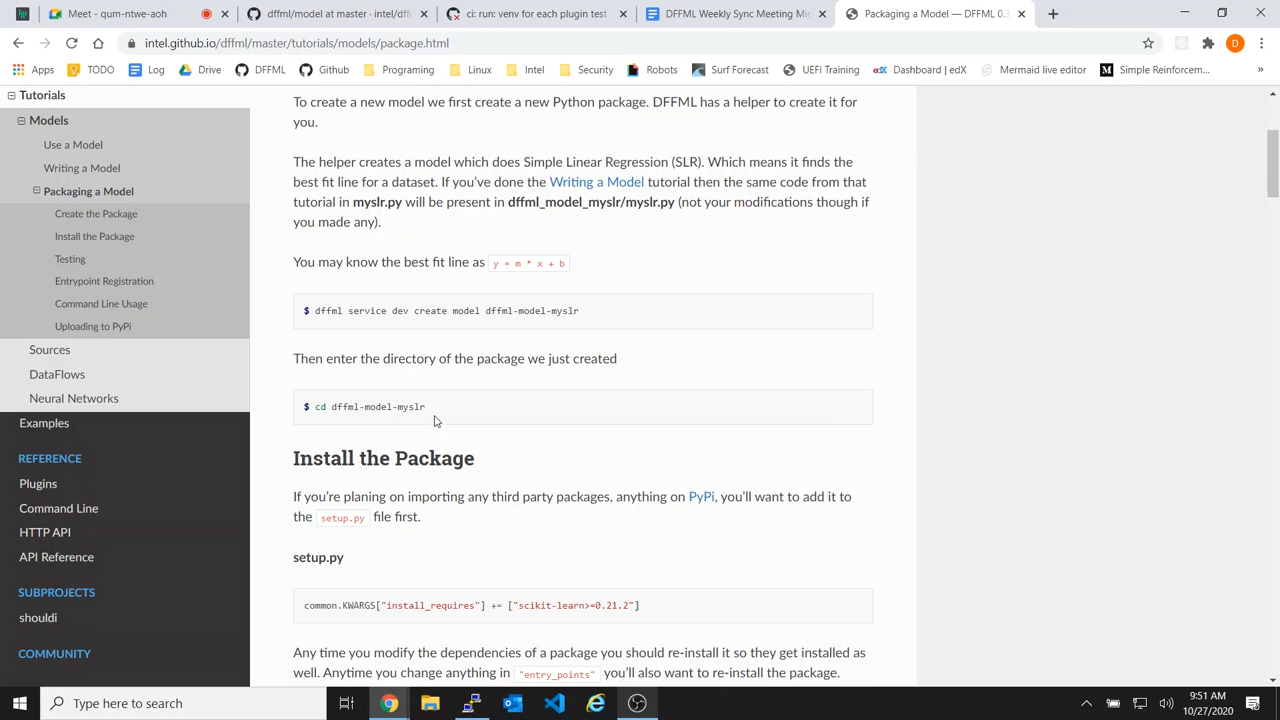 Meet - qum-ntwe-aoh
dffml/model at master · intel/dffr
ci: run venv for each plugin test
DFFML Weekly Sync Meeting Min
Packaging a Model — DFFML 0.3
intel.github.io/dffml/master/tutorials/models/package.html
D
Apps
TODO
Log
Drive
DFFML
Github
Programing
Linux
Intel
Security
Robots
Surf Forecast
UEFI Training
Dashboard | edX
Mermaid live editor
Simple Reinforcem...
»
Tutorials
Models
Use a Model
Writing a Model
Packaging a Model
Create the Package
Install the Package
Testing
Entrypoint Registration
Command Line Usage
Uploading to PyPi
Sources
DataFlows
Neural Networks
Examples
REFERENCE
Plugins
Command Line
HTTP API
API Reference
SUBPROJECTS
shouldi
COMMUNITY
To create a new model we first create a new Python package. DFFML has a helper to create it for
you.
The helper creates a model which does Simple Linear Regression (SLR). Which means it finds the
best fit line for a dataset. If you've done the Writing a Model tutorial then the same code from that
tutorial in myslr.py will be present in dffml_model_myslr/myslr.py (not your modifications though if
you made any).
You may know the best fit line as y = m * x + b
$ dffml service dev create model dffml-model-myslr
Then enter the directory of the package we just created
$ cd dffml-model-myslr
Install the Package
If you're planing on importing any third party packages, anything on PyPi, you'll want to add it to
the setup.py file first.
setup.py
common.KWARGS["install_requires"] += ["scikit-learn>=0.21.2"]
Any time you modify the dependencies of a package you should re-install it so they get installed as
well. Anytime you change anything in "entry_points" you'll also want to re-install the package.
Type here to search
9:51 AM
10/27/2020